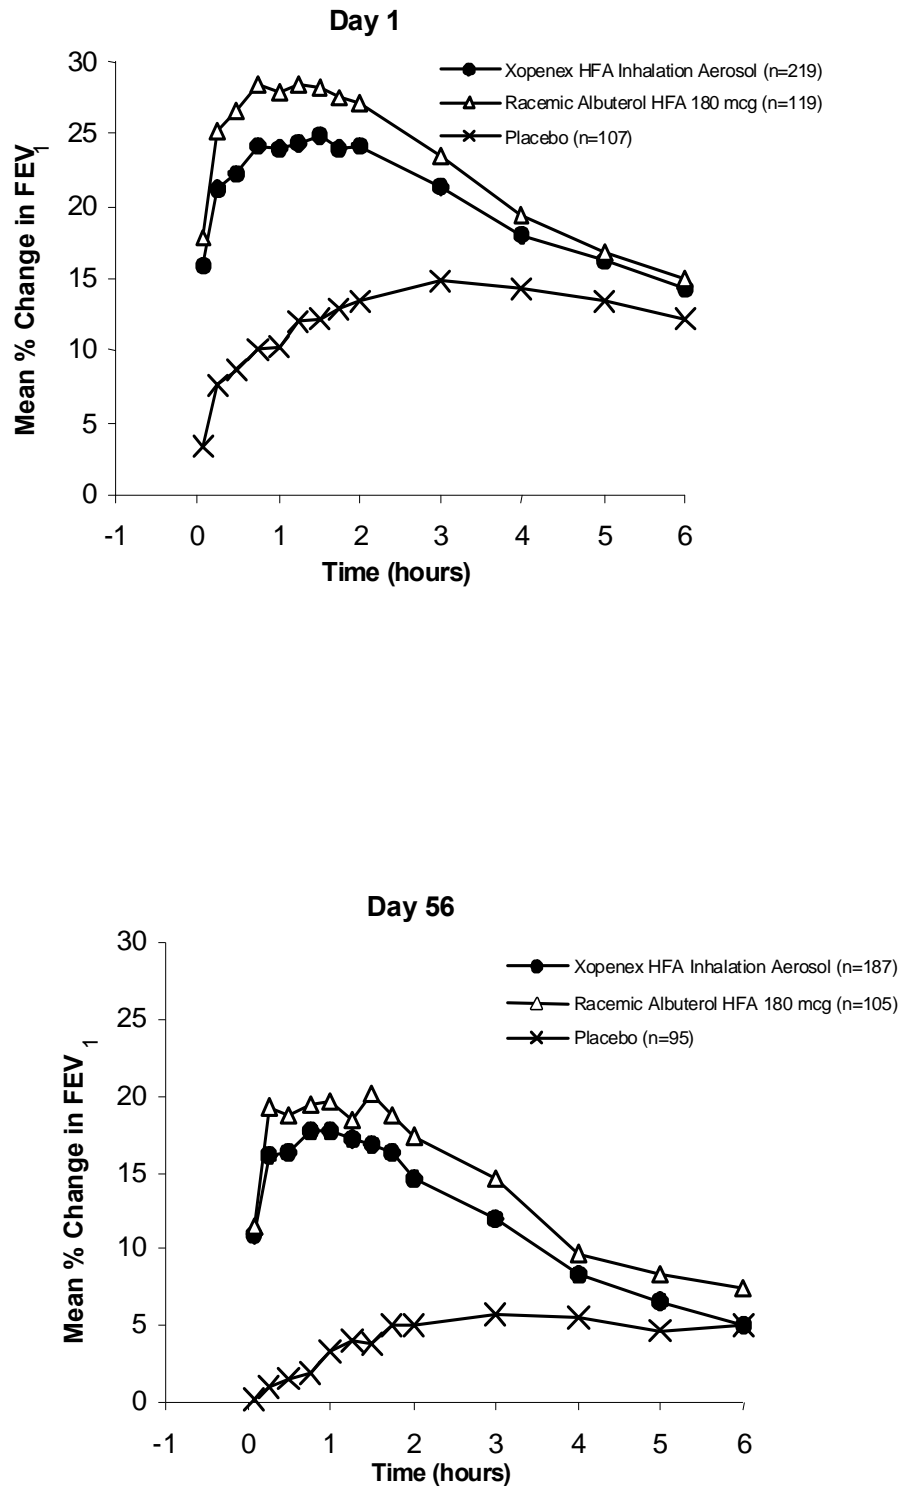 Day 1
Xopenex HFA Inhalation Aerosol (n=219)
Racemic Albuterol HFA 180 mcg (n=119)
Placebo (n=107)
Mean % Change in FEV1
30
25
20
15
10
5
0
-1 0 1 2 3 4 5 6
Time (hours)
Day 56
Xopenex HFA Inhalation Aerosol (n=187)
Racemic Albuterol HFA 180 mcg (n=105)
Placebo (n=95)
Mean % Change in FEV 1
30
25
20
15
10
5
0
-1 0 1 2 3 4 5 6
Time (hours)